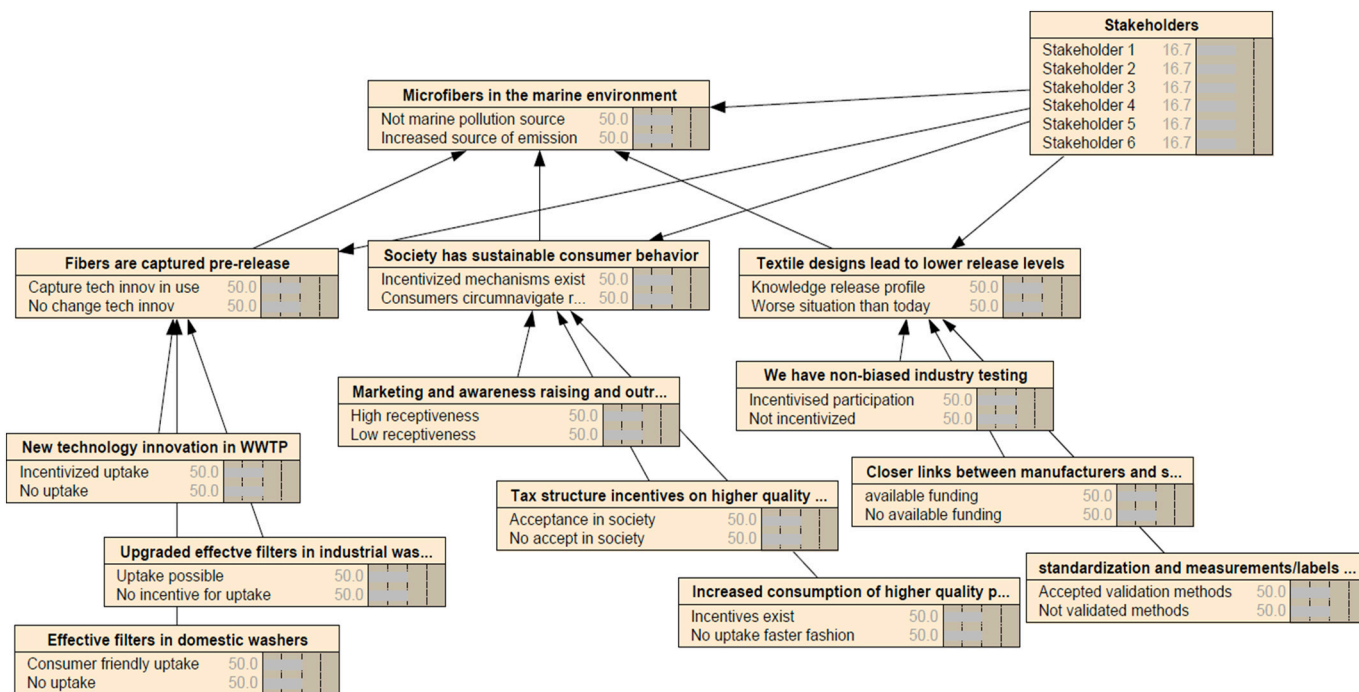 Stakeholders
Stakeholder 1 16.7
Stakeholder 2 16.7
Stakeholder 3 16.7
Stakeholder 4 16.7
Stakeholder 5 16.7
Stakeholder 6 16.7
Microfibers in the marine environment
Not marine pollution source 50.0
Increased source of emission 50.0
Fibers are captured pre-release
Capture tech innov in use 50.0
No change tech innov 50.0
Society has sustainable consumer behavior
Incentivized mechanisms exist 50.0
Consumers circumnavigate r... 50.0
Textile designs lead to lower release levels
Knowledge release profile 50.0
Worse situation than today 50.0
We have non-biased industry testing
Incentivised participation 50.0
Not incentivized 50.0
Marketing and awareness raising and outr...
High receptiveness 50.0
Low receptiveness 50.0
New technology innovation in WWTP
Incentivized uptake 50.0
No uptake 50.0
Closer links between manufacturers and s...
available funding 50.0
No available funding 50.0
Tax structure incentives on higher quality ...
Acceptance in society 50.0
No accept in society 50.0
Upgraded effectve filters in industrial was...
Uptake possible 50.0
No incentive for uptake 50.0
standardization and measurements/labels ...
Accepted validation methods 50.0
Not validated methods 50.0
Increased consumption of higher quality p...
Incentives exist 50.0
No uptake faster fashion 50.0
Effective filters in domestic washers
Consumer friendly uptake 50.0
No uptake 50.0